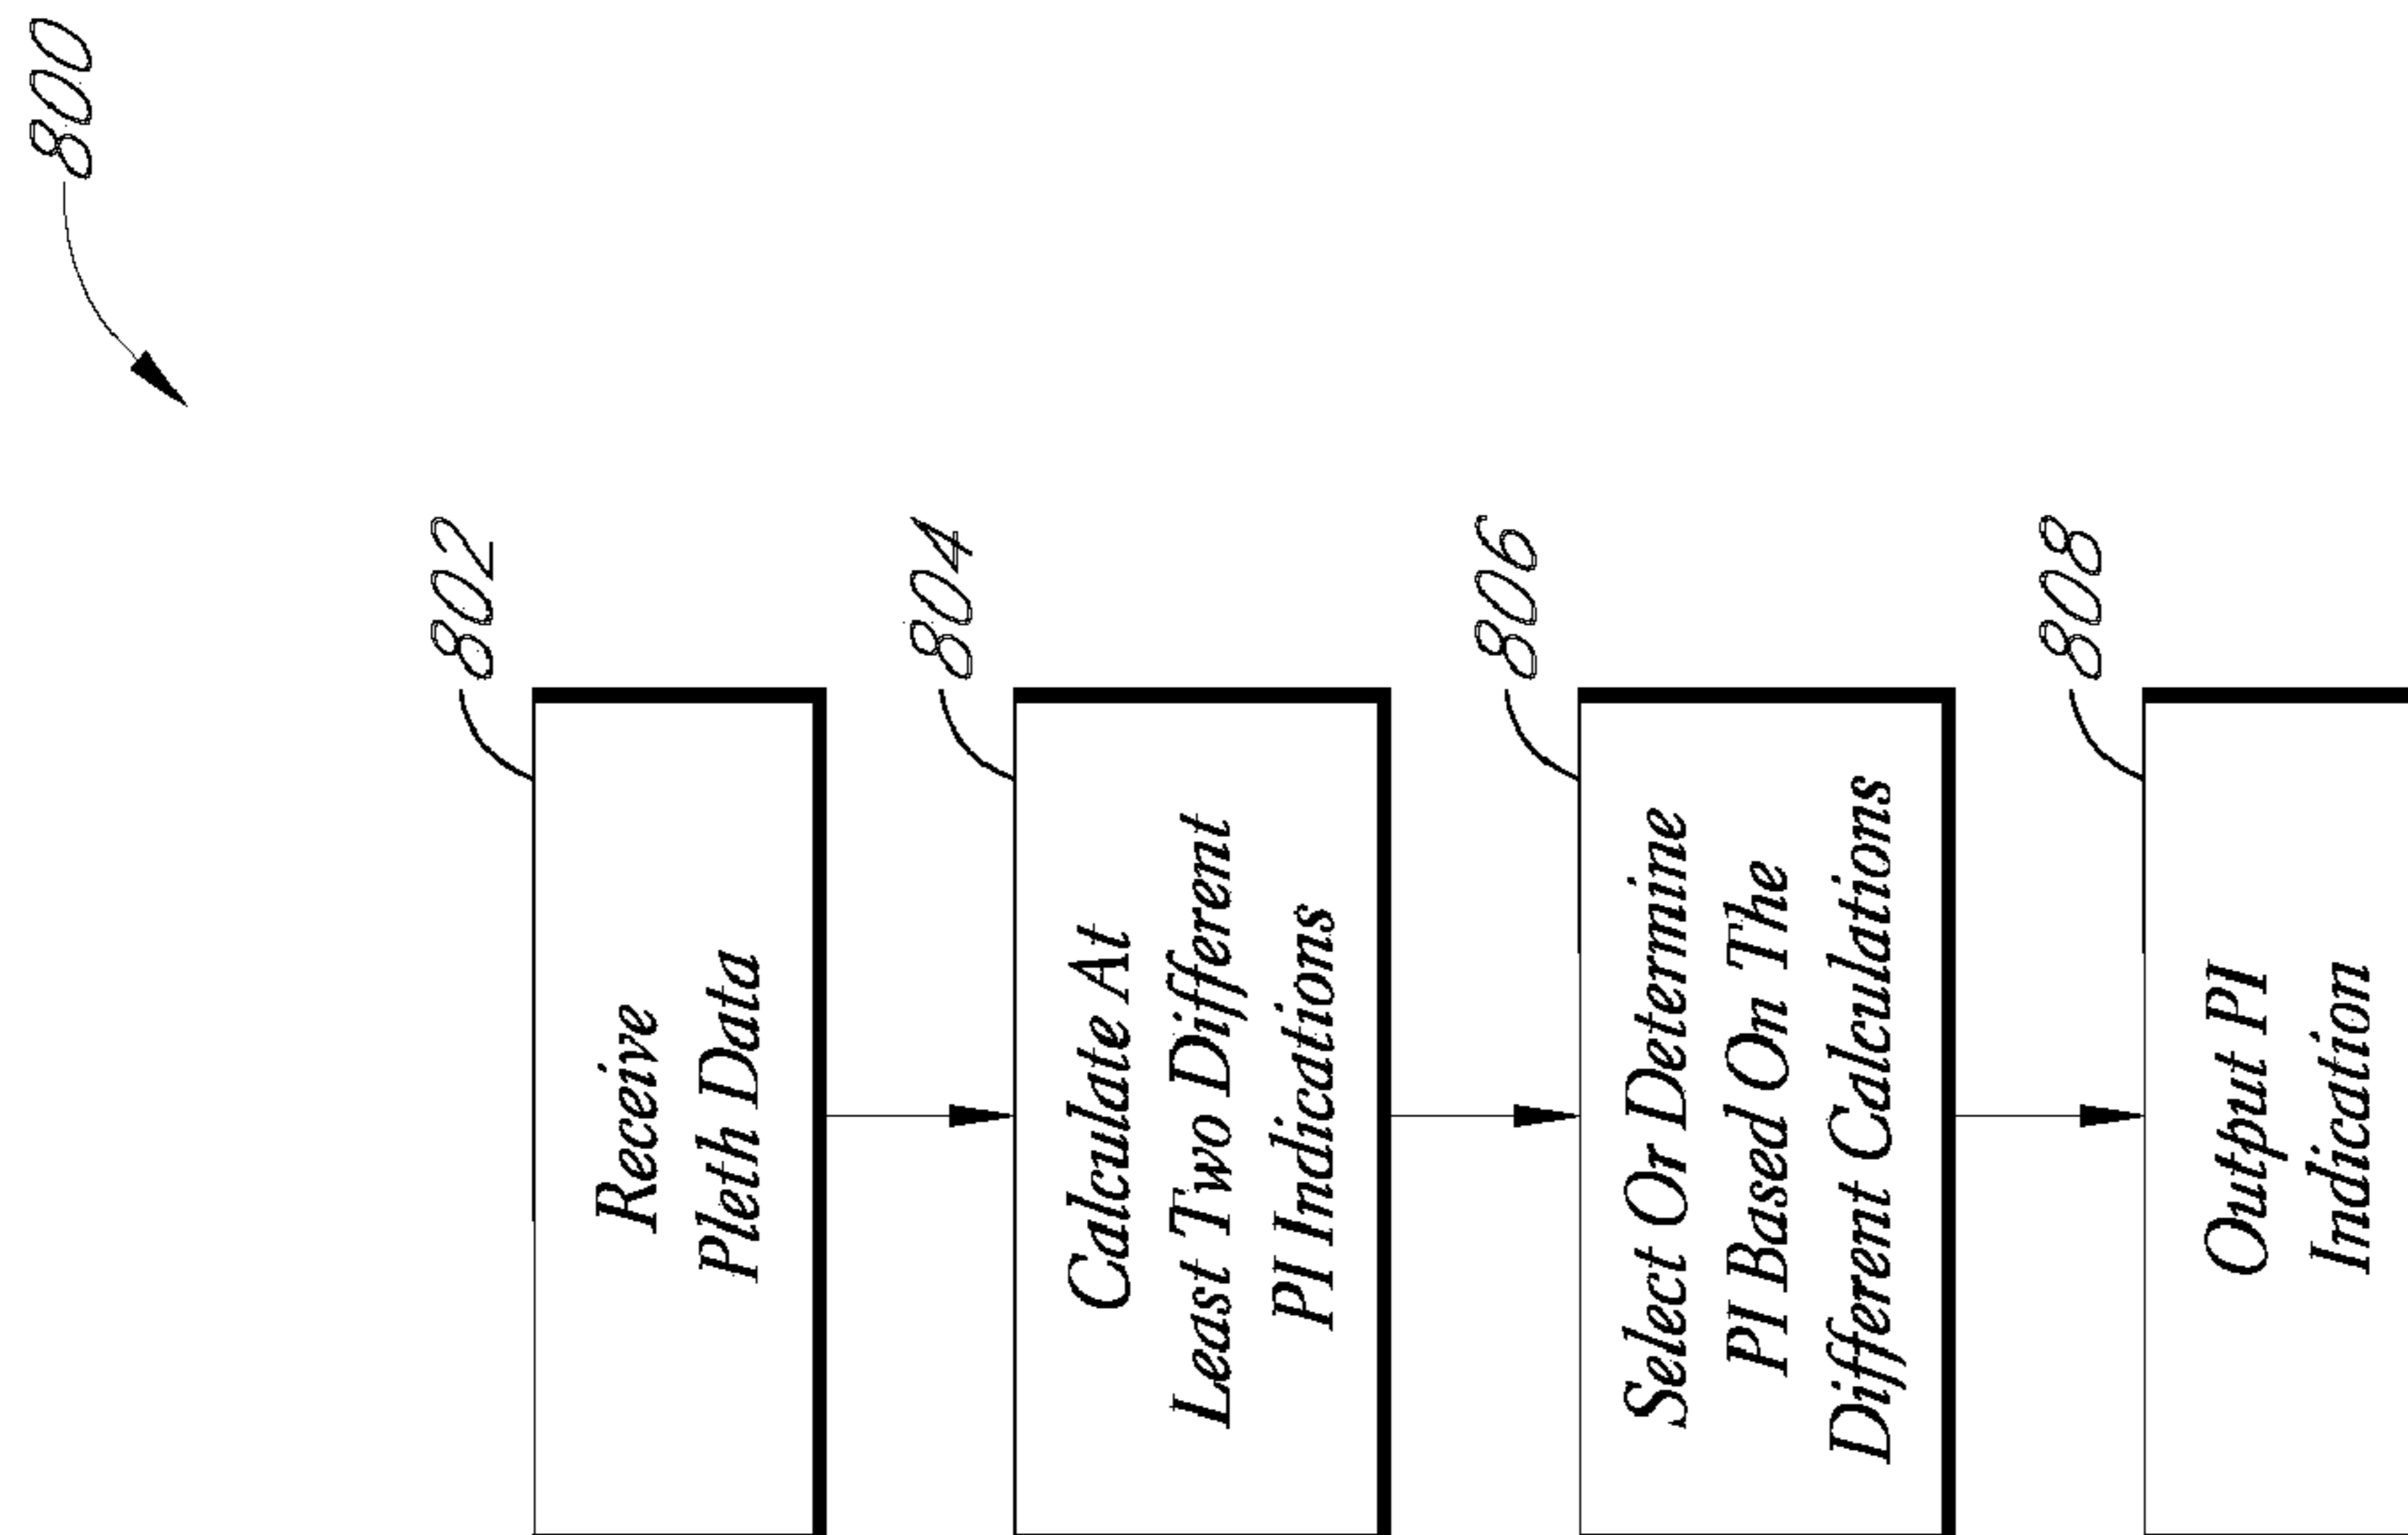 800
802
Receive
Pleth Data
804
Calculate At
Least Two Different
PI Indications
806
Select Or Determine
PI Based On The
Different Calculations
808
Output PI
Indication